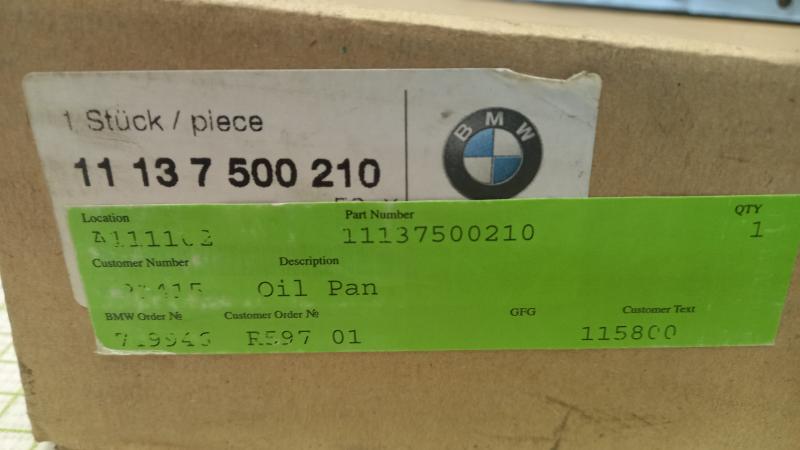 1 Stück / piece
11 13 7 500 210
BMW
Location Part Number QTY
11137500210 1
Customer Number Description
Oil Pan
BMW Order № Customer Order № GFG Customer Text
01